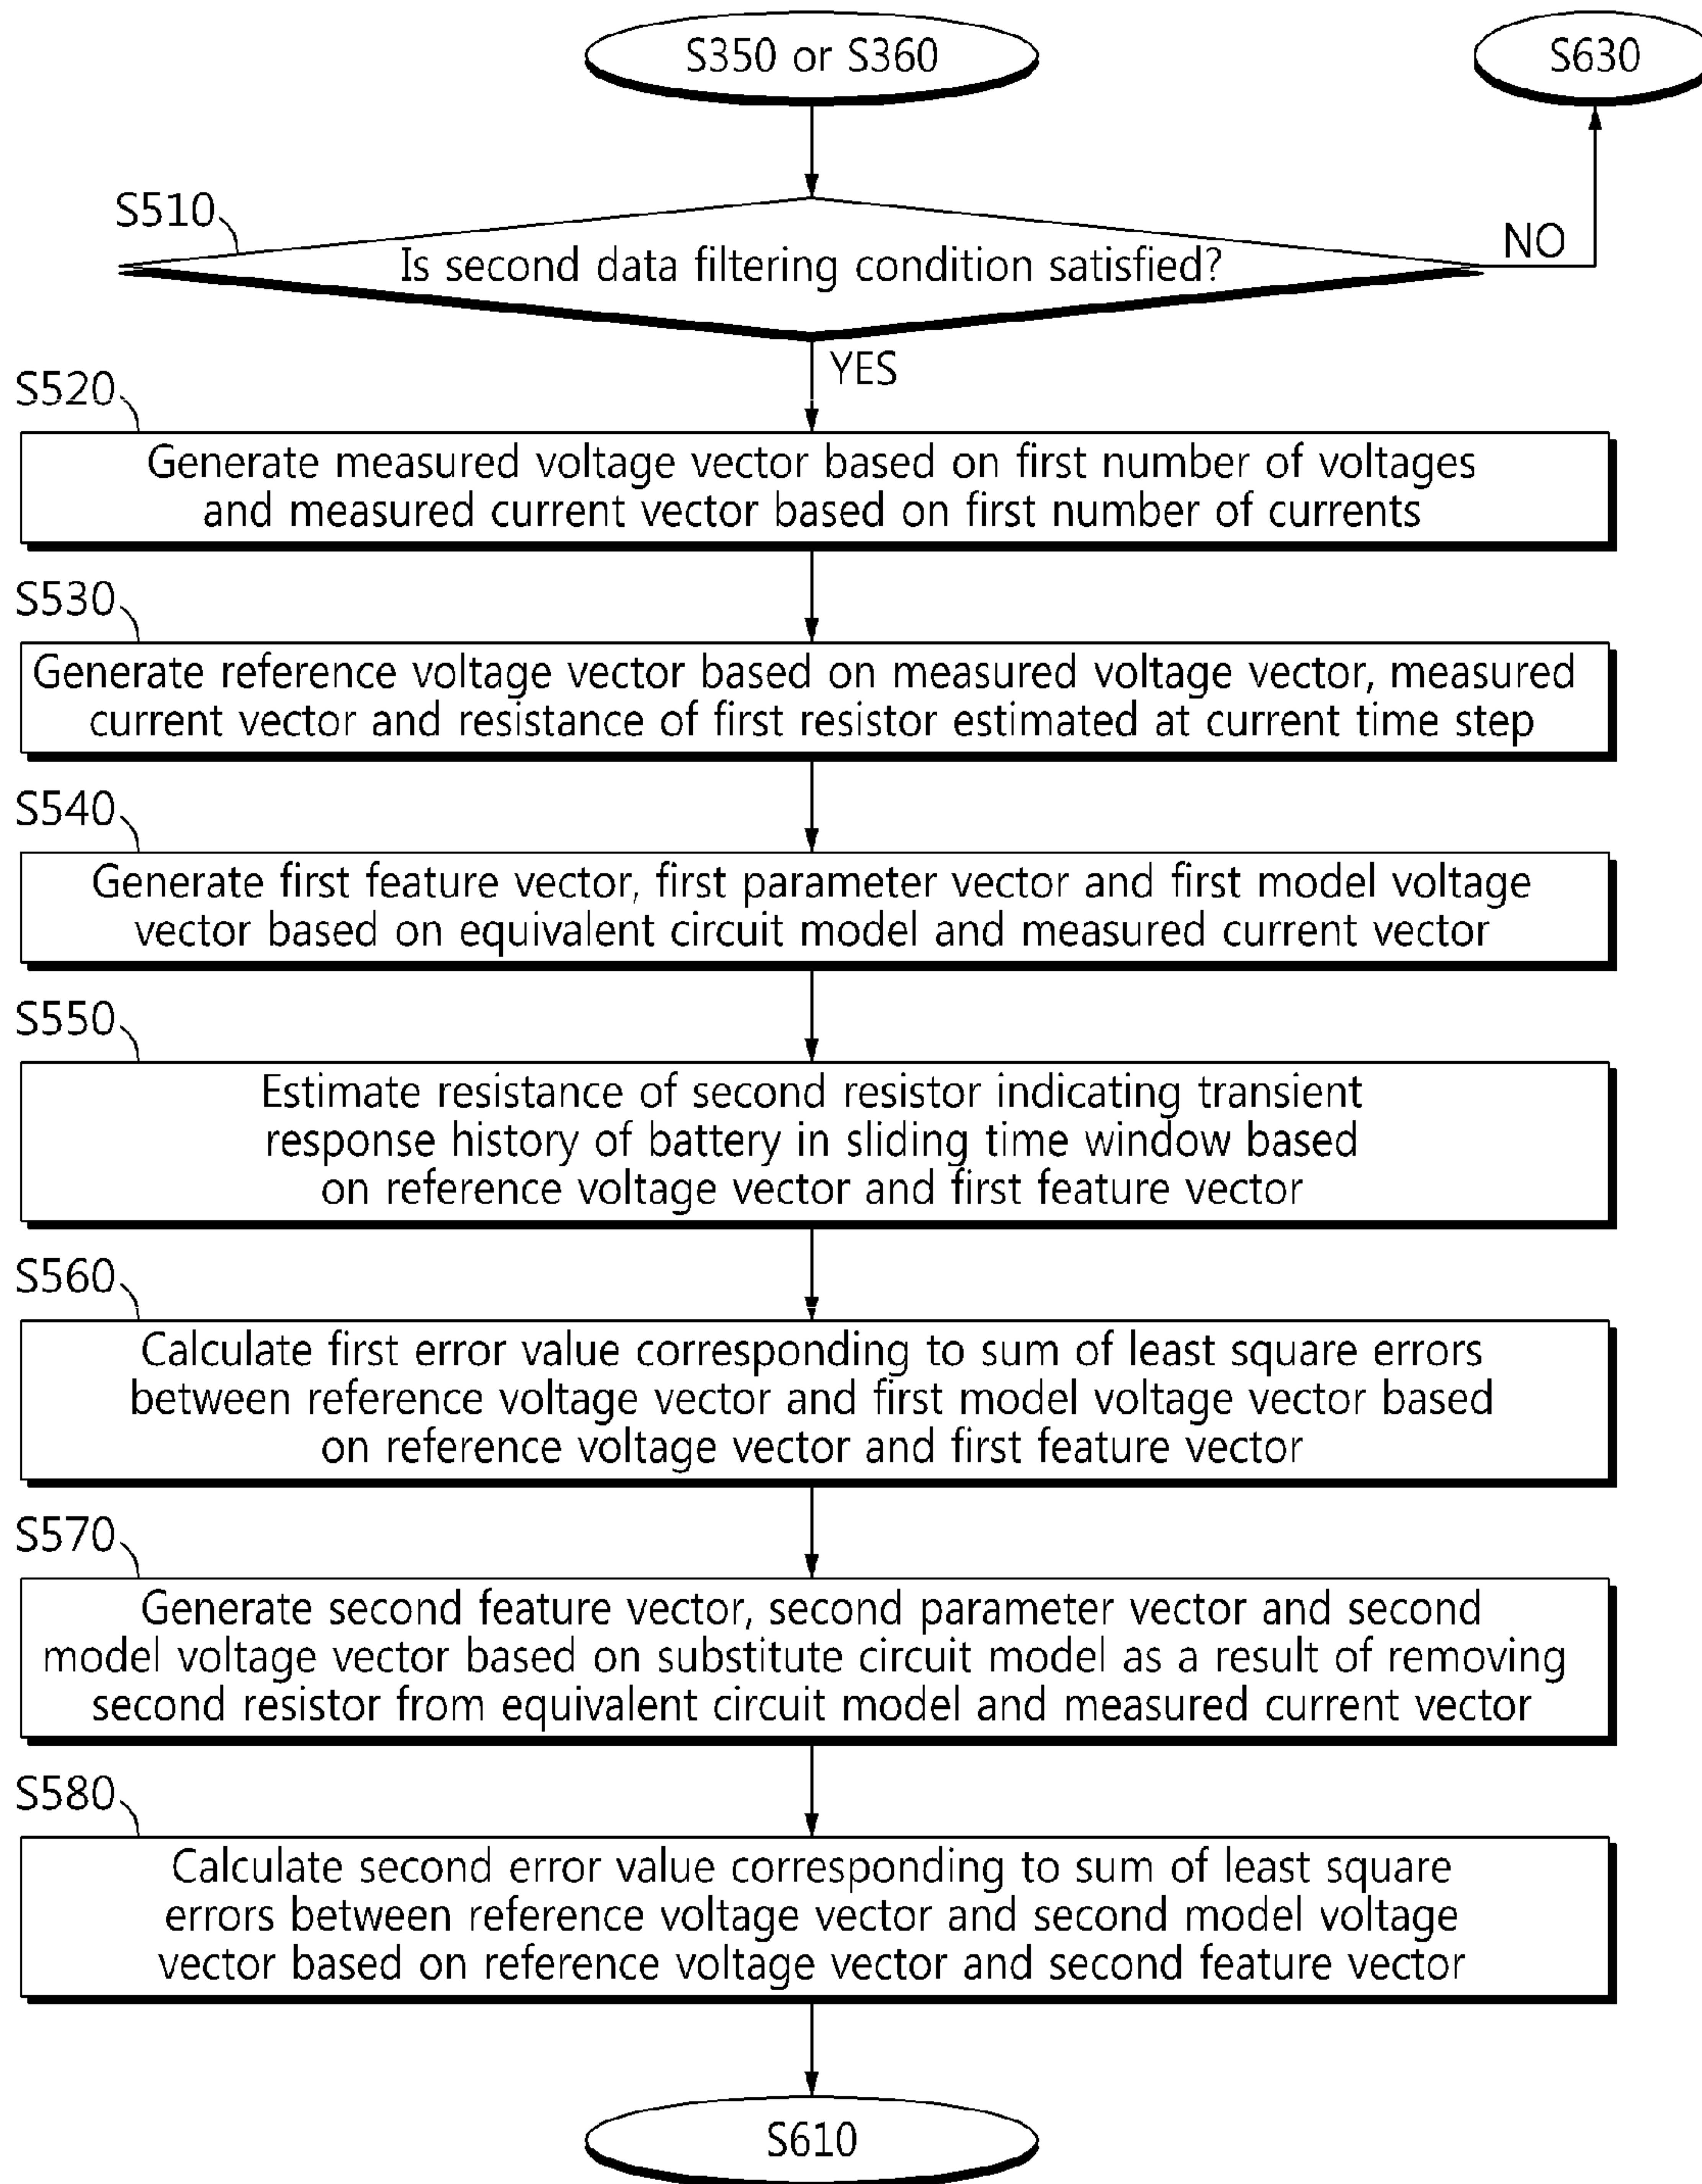 S350 or S360
S630
S510
Is second data filtering condition satisfied?
NO
YES
S520
Generate measured voltage vector based on first number of voltages
and measured current vector based on first number of currents
S530
Generate reference voltage vector based on measured voltage vector, measured
current vector and resistance of first resistor estimated at current time step
S540
Generate first feature vector, first parameter vector and first model voltage
vector based on equivalent circuit model and measured current vector
S550
Estimate resistance of second resistor indicating transient
response history of battery in sliding time window based
on reference voltage vector and first feature vector
S560
Calculate first error value corresponding to sum of least square errors
between reference voltage vector and first model voltage vector based
on reference voltage vector and first feature vector
S570
Generate second feature vector, second parameter vector and second
model voltage vector based on substitute circuit model as a result of removing
second resistor from equivalent circuit model and measured current vector
S580
Calculate second error value corresponding to sum of least square
errors between reference voltage vector and second model voltage
vector based on reference voltage vector and second feature vector
S610